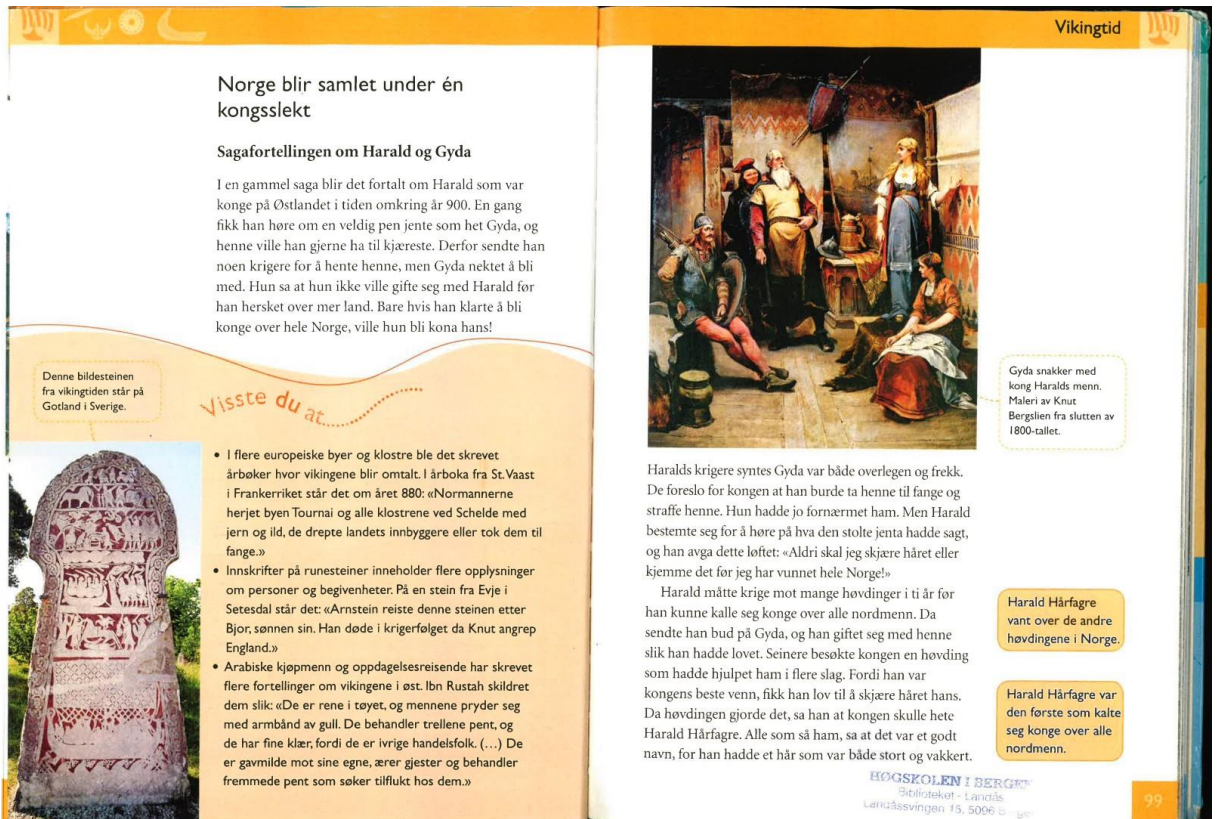 Norge blir samlet under én
kongsslekt
Sagafortellingen om Harald og Gyda
I en gammel saga blir det fortalt om Harald som var
konge på Østlandet i tiden omkring år 900. En gang
fikk han høre om en veldig pen jente som het Gyda, og
henne ville han gjerne ha til kjæreste. Derfor sendte han
noen krigere for å hente henne, men Gyda nektet å bli
med. Hun sa at hun ikke ville gifte seg med Harald før
han hersket over mer land. Bare hvis han klarte å bli
konge over hele Norge, ville hun bli kona hans!
Denne bildesteinen
fra vikingtiden står på
Gotland i Sverige.
Visste du at..........
• I flere europeiske byer og klostre ble det skrevet
årbøker hvor vikingene blir omtalt. I årboka fra St. Vaast
i Frankerriket står det om året 880: «Normannerne
herjet byen Tournai og alle klostrene ved Schelde med
jern og ild, de drepte landets innbyggere eller tok dem til
fange.»
• Innskrifter på runesteiner inneholder flere opplysninger
om personer og begivenheter. På en stein fra Evje i
Setesdal står det: «Arnstein reiste denne steinen etter
Bjor, sønnen sin. Han døde i krigerfølget da Knut angrep
England.»
• Arabiske kjøpmenn og oppdagelsesreisende har skrevet
flere fortellinger om vikingene i øst. Ibn Rustah skildret
dem slik: «De er rene i tøyet, og mennene pryder seg
med armbånd av gull. De behandler trellene pent, og
de har fine klær, fordi de er ivrige handelsfolk. (...) De
er gavmilde mot sine egne, ærer gjester og behandler
fremmede pent som søker tilflukt hos dem.»
Vikingtid
Gyda snakker med
kong Haralds menn.
Maleri av Knut
Bergslien fra slutten av
1800-tallet.
Haralds krigere syntes Gyda var både overlegen og frekk.
De foreslo for kongen at han burde ta henne til fange og
straffe henne. Hun hadde jo fornærmet ham. Men Harald
bestemte seg for å høre på hva den stolte jenta hadde sagt,
og han avga dette løftet: «Aldri skal jeg skjære håret eller
kjemme det før jeg har vunnet hele Norge!»
Harald måtte krige mot mange høvdinger i ti år før
han kunne kalle seg konge over alle nordmenn. Da
sendte han bud på Gyda, og han giftet seg med henne
slik han hadde lovet. Seinere besøkte kongen en høvding
som hadde hjulpet ham i flere slag. Fordi han var
kongens beste venn, fikk han lov til å skjære håret hans.
Da høvdingen gjorde det, sa han at kongen skulle hete
Harald Hårfagre. Alle som så ham, sa at det var et godt
navn, for han hadde et hår som var både stort og vakkert.
Harald Hårfagre
vant over de andre
høvdingene i Norge.
Harald Hårfagre var
den første som kalte
seg konge over alle
nordmenn.
HØGSKOLEN I BERGEN
Biblioteket - Landås
Landåssvingen 15, 5096
99